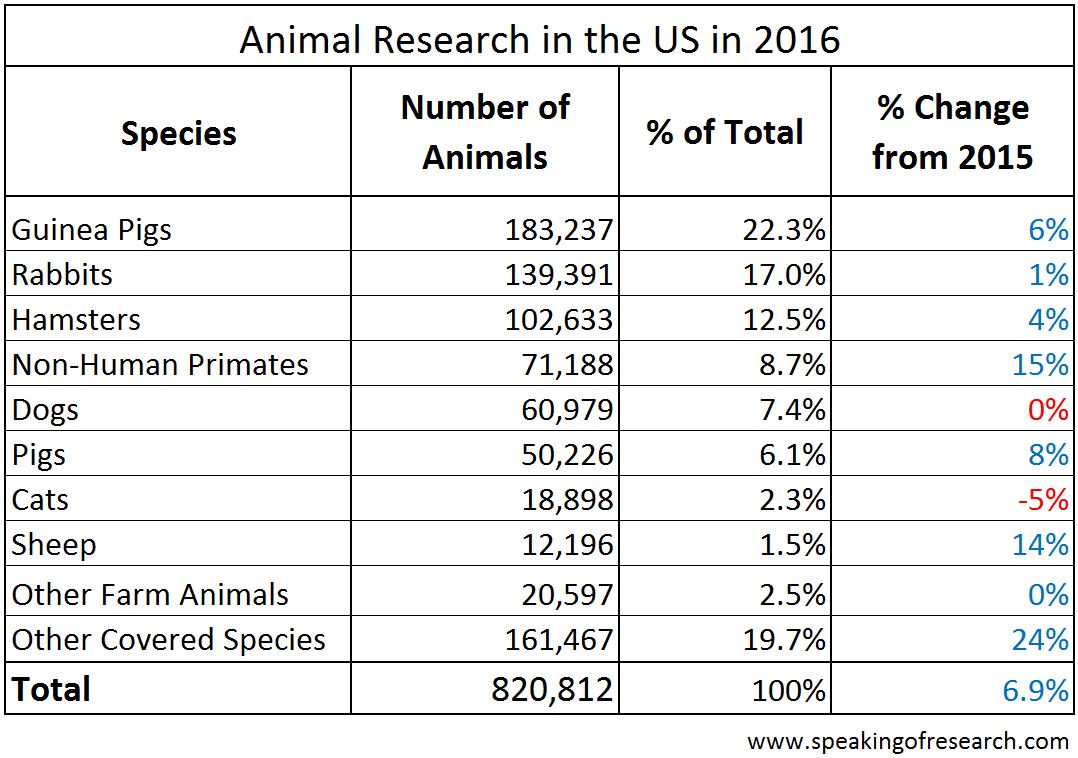 Animal Research in the US in 2016
Species Number of Animals % of Total % Change from 2015
Guinea Pigs 183,237 22.3% 6%
Rabbits 139,391 17.0% 1%
Hamsters 102,633 12.5% 4%
Non-Human Primates 71,188 8.7% 15%
Dogs 60,979 7.4% 0%
Pigs 50,226 6.1% 8%
Cats 18,898 2.3% -5%
Sheep 12,196 1.5% 14%
Other Farm Animals 20,597 2.5% 0%
Other Covered Species 161,467 19.7% 24%
Total 820,812 100% 6.9%
www.speakingofresearch.com